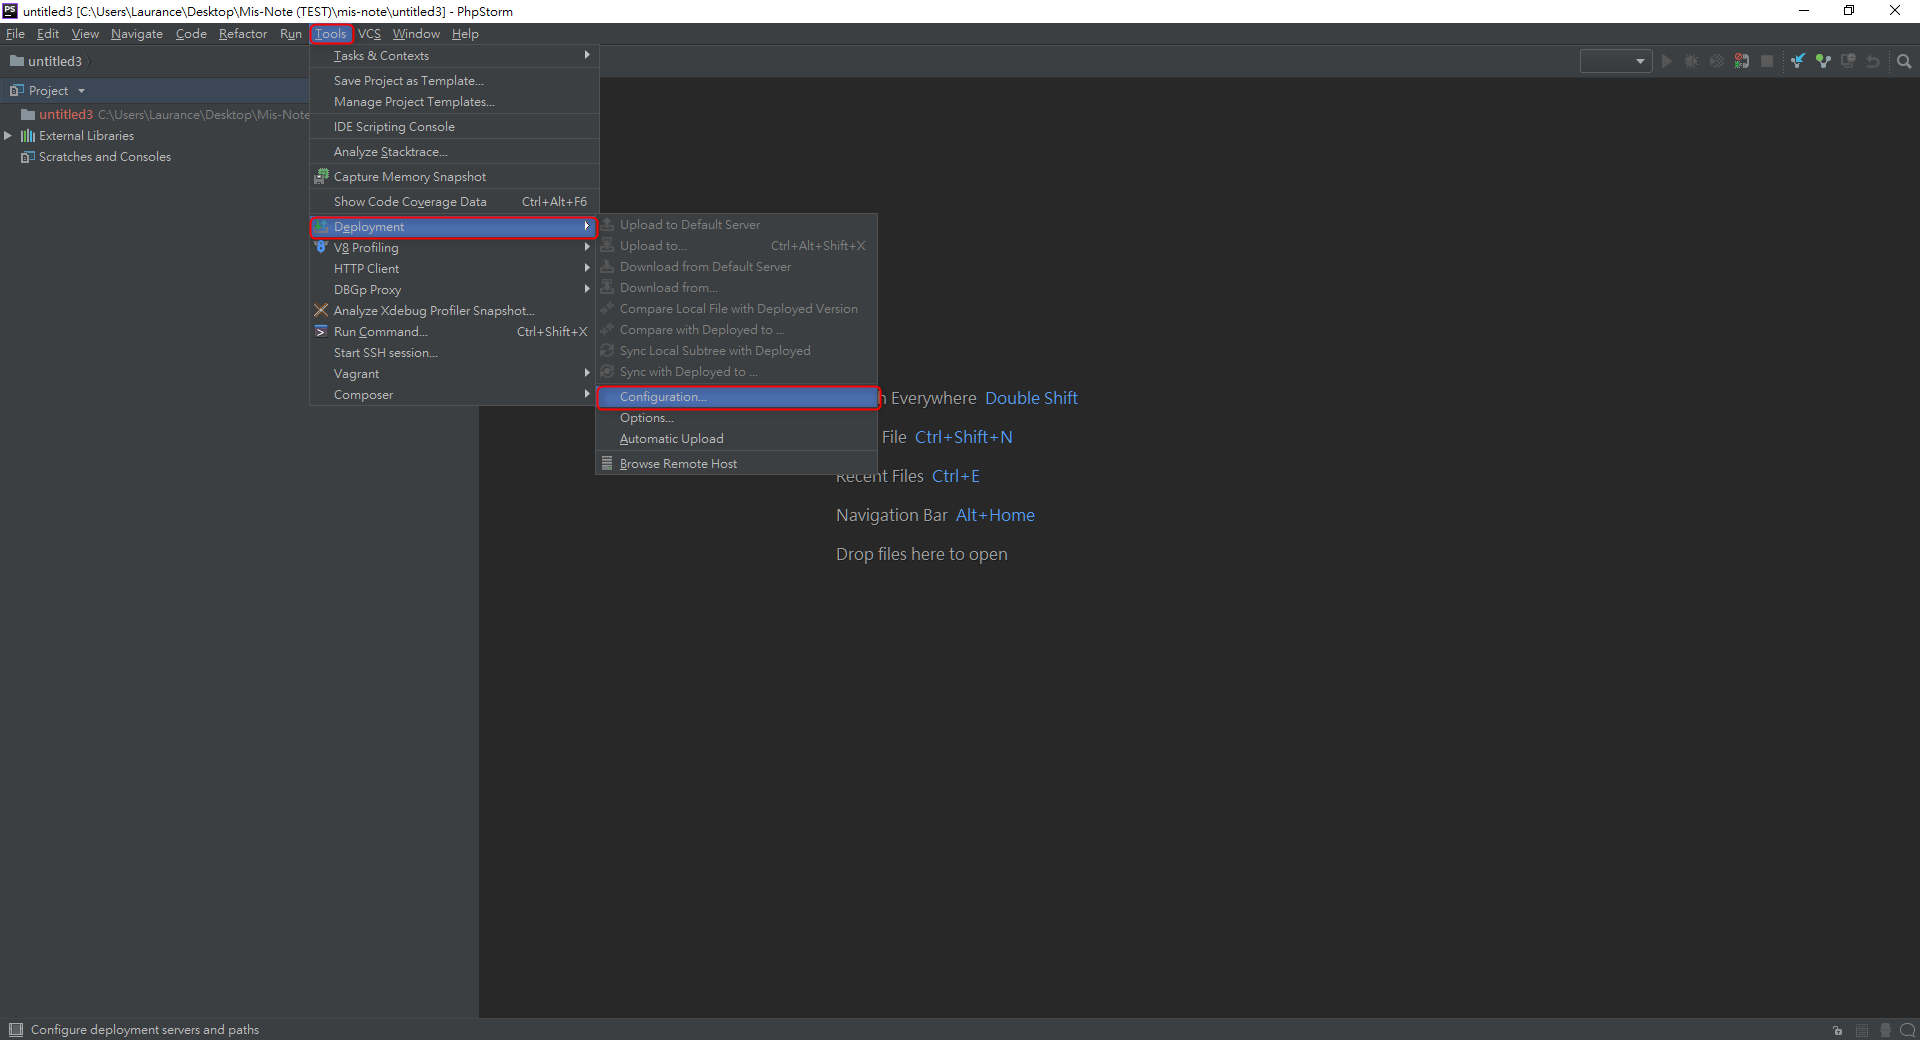 PS untitled3 [C:\Users\Laurance\Desktop\Mis-Note (TEST)\mis-note\untitled3] - PhpStorm
File Edit View Navigate Code Refactor Run Tools VCS Window Help
untitled3
Project
untitled3 C:\Users\Laurance\Desktop\Mis-Note
External Libraries
Scratches and Consoles
Tasks & Contexts
Save Project as Template...
Manage Project Templates...
IDE Scripting Console
Analyze Stacktrace...
Capture Memory Snapshot
Show Code Coverage Data Ctrl+Alt+F6
Deployment
V8 Profiling
HTTP Client
DBGp Proxy
Analyze Xdebug Profiler Snapshot...
Run Command... Ctrl+Shift+X
Start SSH session...
Vagrant
Composer
Upload to Default Server
Upload to... Ctrl+Alt+Shift+X
Download from Default Server
Download from...
Compare Local File with Deployed Version
Compare with Deployed to ...
Sync Local Subtree with Deployed
Sync with Deployed to ...
Configuration...
Options...
Automatic Upload
Browse Remote Host
h Everywhere Double Shift
File Ctrl+Shift+N
Recent Files Ctrl+E
Navigation Bar Alt+Home
Drop files here to open
Configure deployment servers and paths